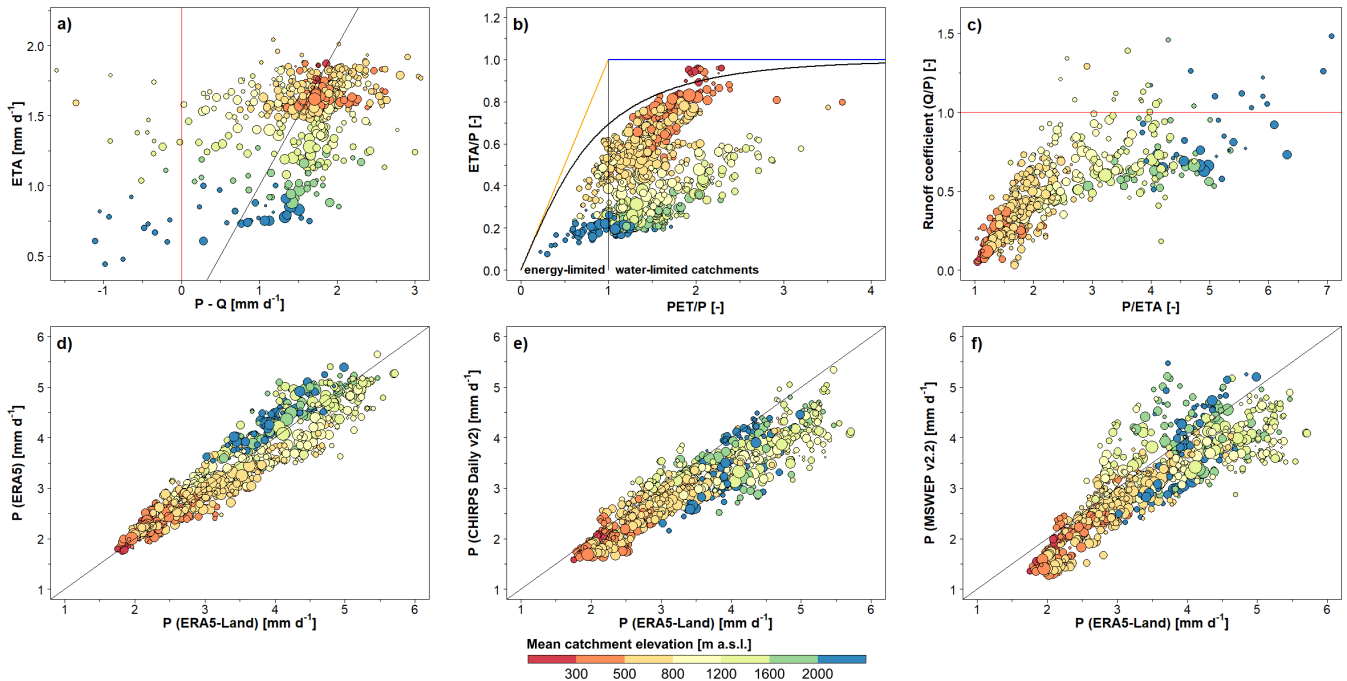 a)
2.0
1.5
1.0
0.5
ETA [mm d-1]
-1 0 1 2 3
P - Q [mm d-1]
b)
1.2
1.0
0.8
0.6
0.4
0.2
0.0
ETA/P [-]
energy-limited water-limited catchments
0 1 2 3 4
PET/P [-]
c)
1.5
1.0
0.5
0.0
Runoff coefficient (Q/P) [-]
1 2 3 4 5 6 7
P/ETA [-]
d)
6
5
4
3
2
1
P (ERA5) [mm d-1]
1 2 3 4 5 6
P (ERA5-Land) [mm d-1]
e)
6
5
4
3
2
1
P (CHIRPS Daily v2) [mm d-1]
1 2 3 4 5 6
P (ERA5-Land) [mm d-1]
f)
6
5
4
3
2
1
P (MSWEP v2.2) [mm d-1]
1 2 3 4 5 6
P (ERA5-Land) [mm d-1]
Mean catchment elevation [m a.s.l.]
300 500 800 1200 1600 2000